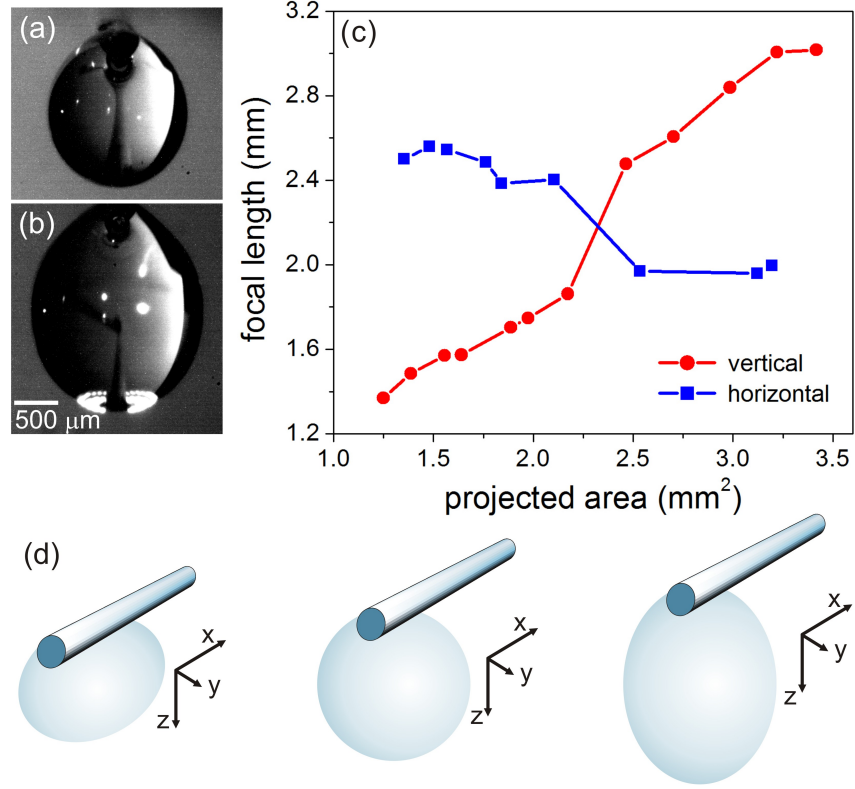 (a)
(b)
500 μm
(c)
focal length (mm)
3.2
2.8
2.4
2.0
1.6
1.2
1.0
1.5
2.0
2.5
3.0
3.5
projected area (mm²)
vertical
horizontal
(d)
x
y
z
x
y
z
x
y
z